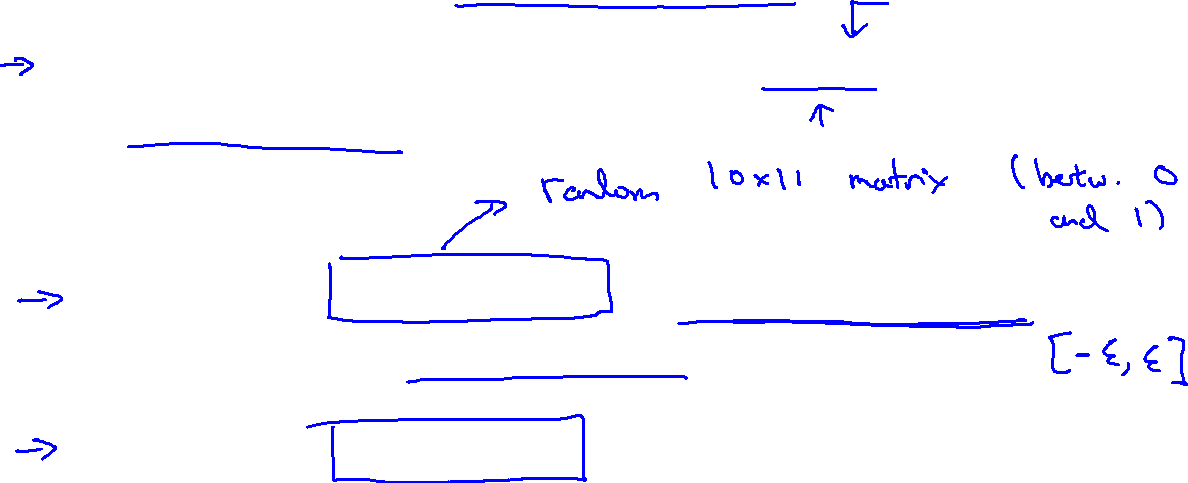 random 10x11 matrix (betw. 0
and 1)
[-ε, ε]